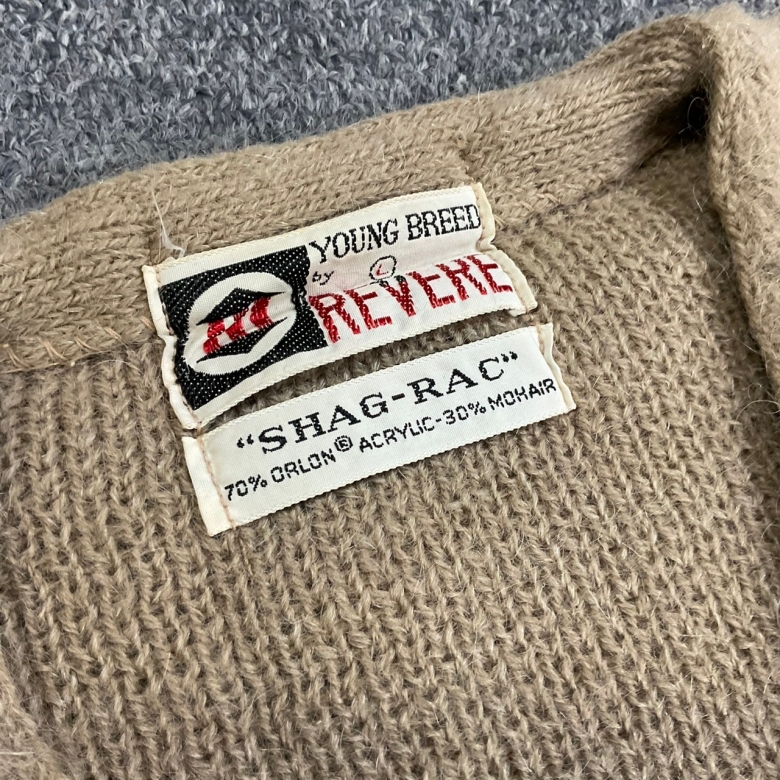 YOUNG BREED
by L
REVERE
"SHAG-RAC"
70% ORLON® ACRYLIC-30% MOHAIR